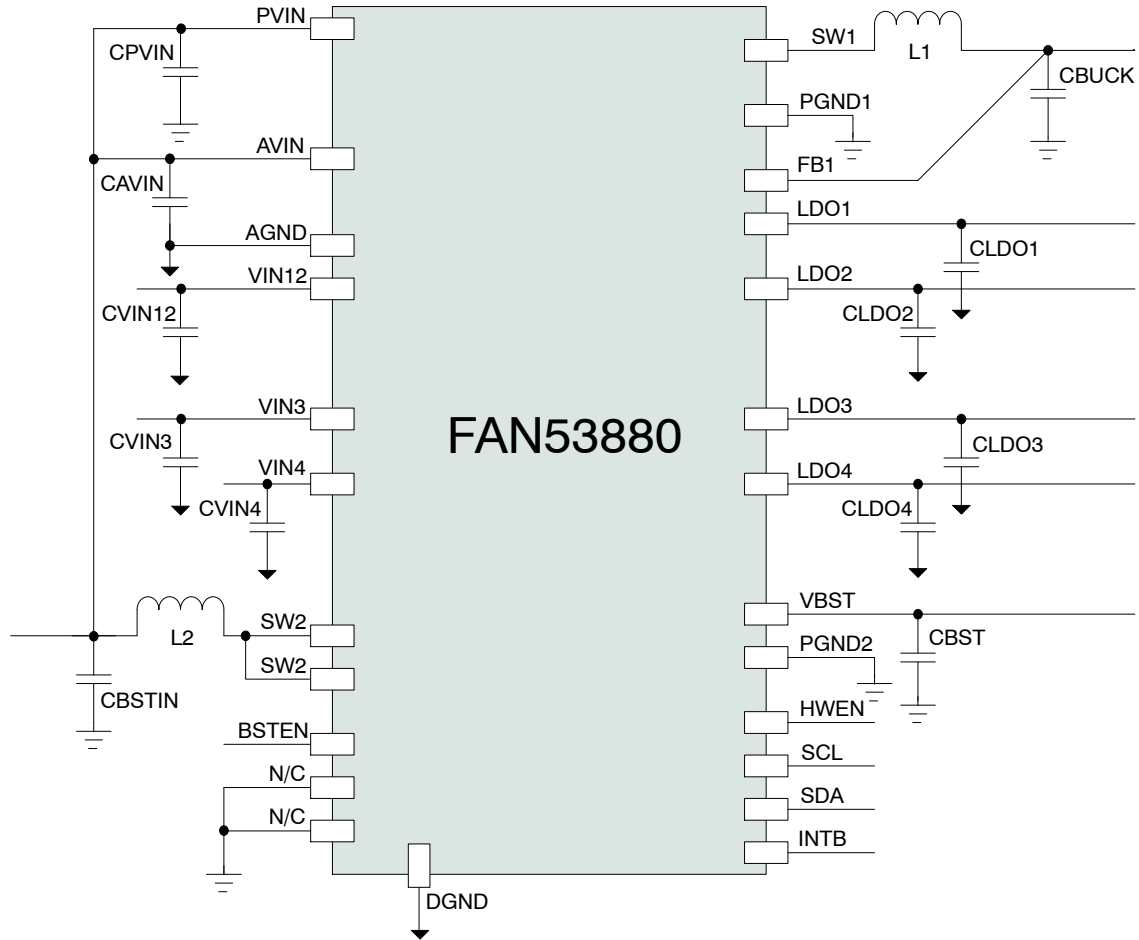 PVIN
CPVIN
AVIN
CAVIN
AGND
VIN12
CVIN12
VIN3
CVIN3
VIN4
CVIN4
SW2
L2
SW2
CBSTIN
BSTEN
N/C
N/C
DGND
FAN53880
SW1
L1
CBUCK
PGND1
FB1
LDO1
CLDO1
LDO2
CLDO2
LDO3
CLDO3
LDO4
CLDO4
VBST
CBST
PGND2
HWEN
SCL
SDA
INTB